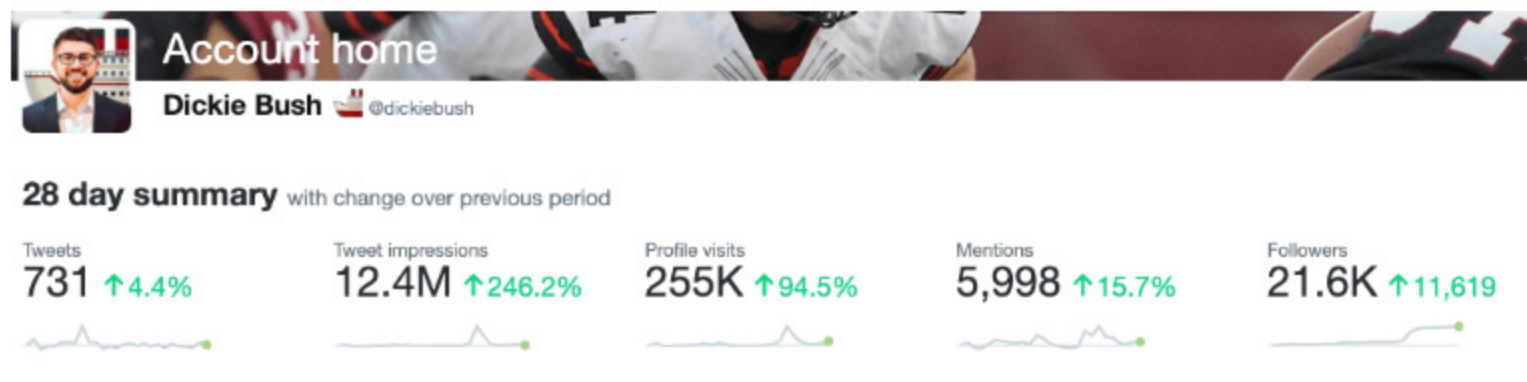 Account home
Dickie Bush 🚢 @dickiebush
28 day summary with change over previous period
Tweets
731 ↑4.4%
Tweet impressions
12.4M ↑246.2%
Profile visits
255K ↑94.5%
Mentions
5,998 ↑15.7%
Followers
21.6K ↑11,619